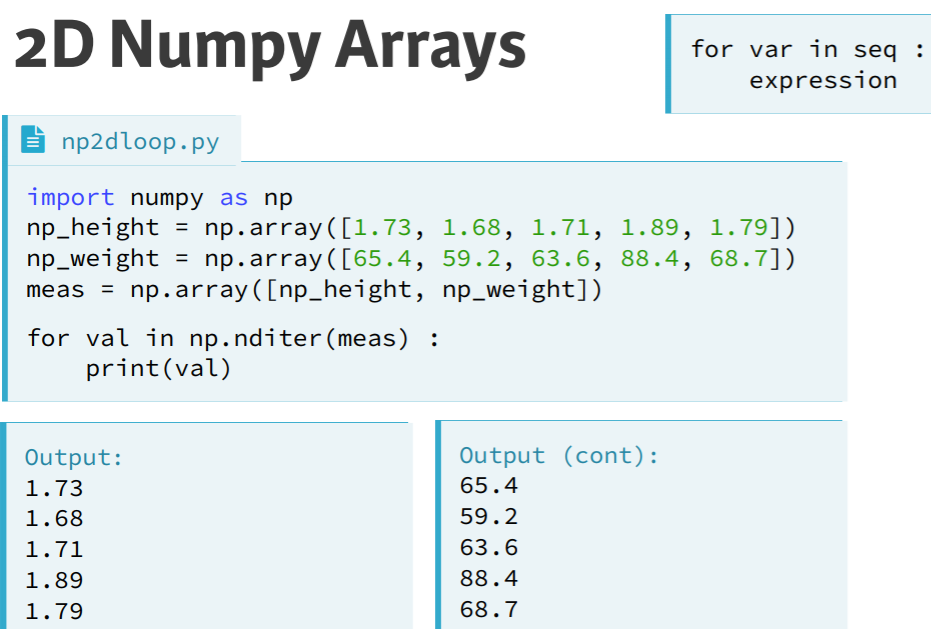 2D Numpy Arrays
for var in seq :
    expression
np2dloop.py
import numpy as np
np_height = np.array([1.73, 1.68, 1.71, 1.89, 1.79])
np_weight = np.array([65.4, 59.2, 63.6, 88.4, 68.7])
meas = np.array([np_height, np_weight])
for val in np.nditer(meas) :
    print(val)
Output:
1.73
1.68
1.71
1.89
1.79
Output (cont):
65.4
59.2
63.6
88.4
68.7